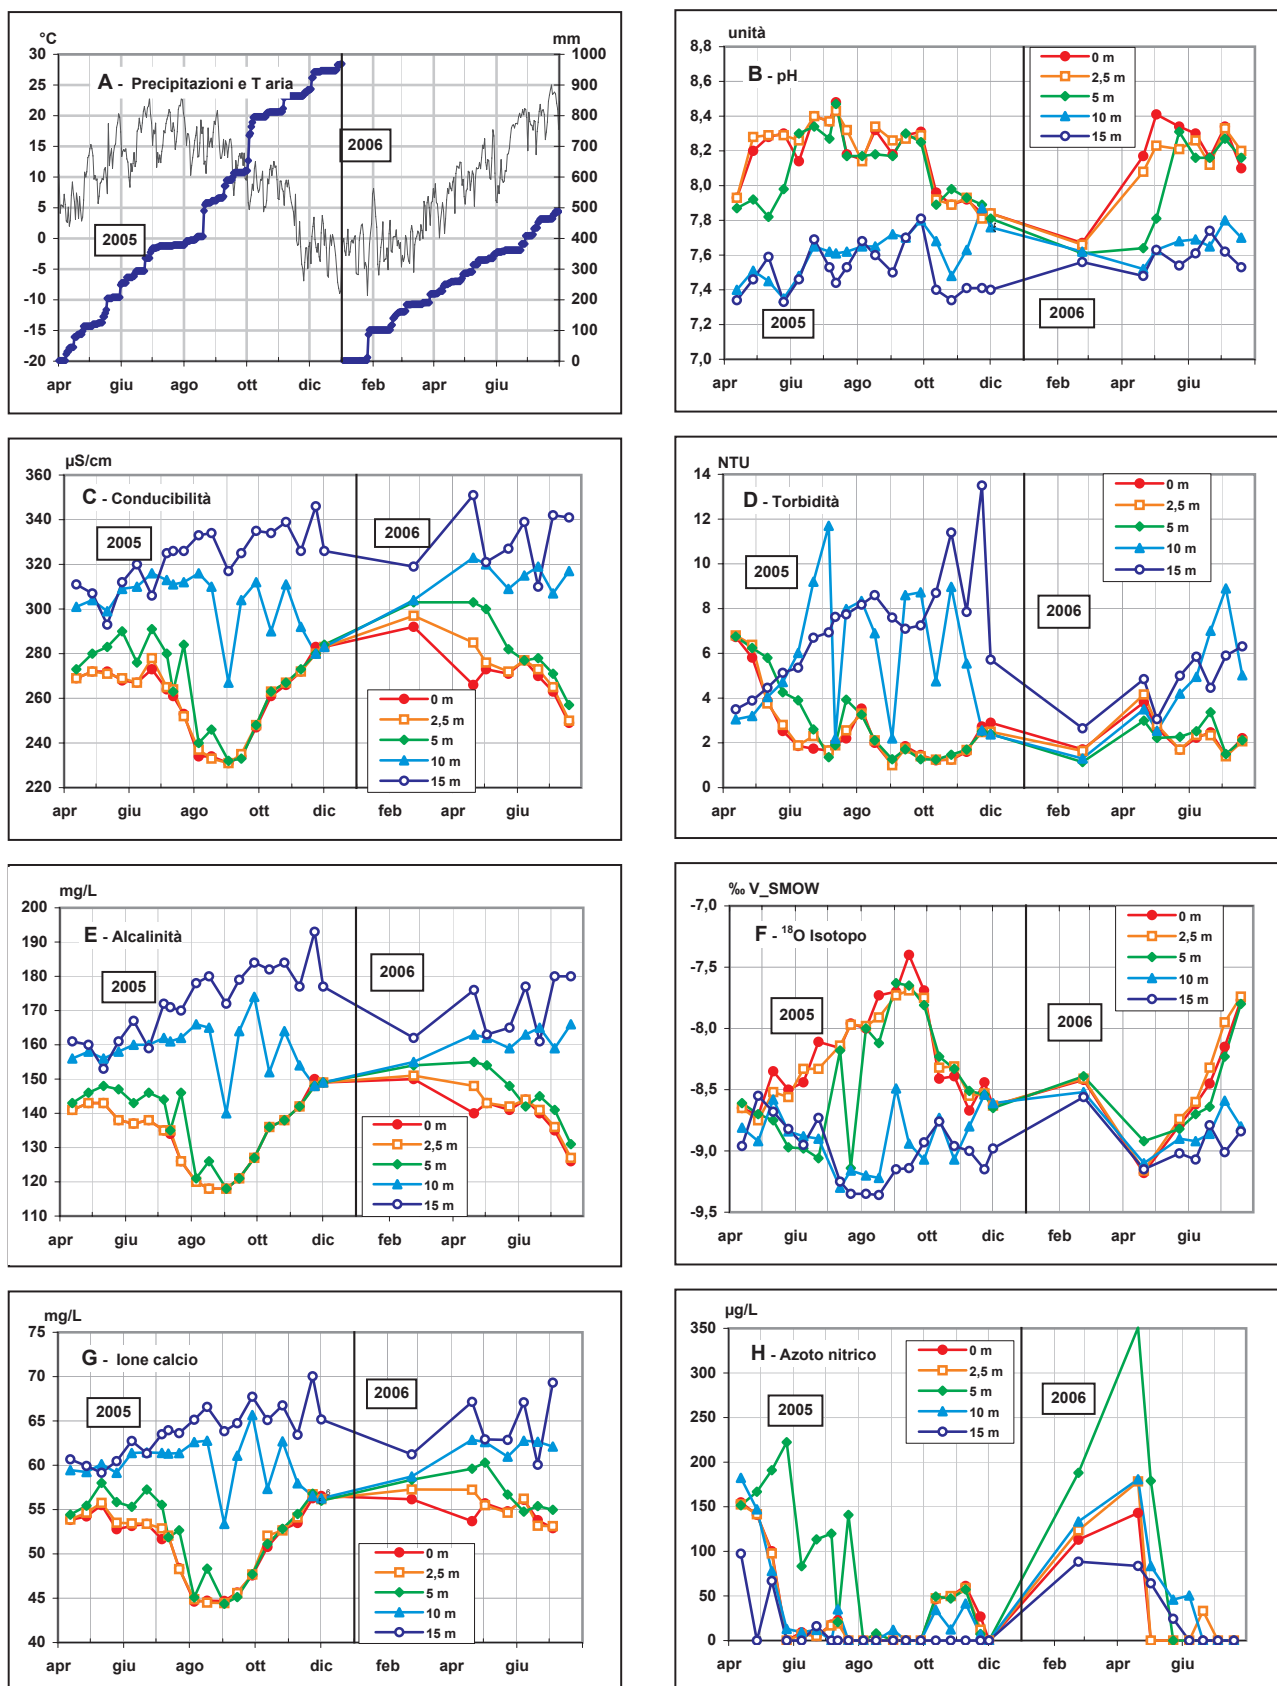 °C
mm
A - Precipitazioni e T aria
30
25
20
15
10
5
0
-5
-10
-15
-20
1000
900
800
700
600
500
400
300
200
100
0
2005
2006
apr
giu
ago
ott
dic
feb
apr
giu
unità
B - pH
8,8
8,6
8,4
8,2
8,0
7,8
7,6
7,4
7,2
7,0
0 m
2,5 m
5 m
10 m
15 m
2005
2006
apr
giu
ago
ott
dic
feb
apr
giu
µS/cm
C - Conducibilità
360
340
320
300
280
260
240
220
2005
2006
0 m
2,5 m
5 m
10 m
15 m
apr
giu
ago
ott
dic
feb
apr
giu
NTU
D - Torbidità
14
12
10
8
6
4
2
0
0 m
2,5 m
5 m
10 m
15 m
2005
2006
apr
giu
ago
ott
dic
feb
apr
giu
mg/L
E - Alcalinità
200
190
180
170
160
150
140
130
120
110
2005
2006
0 m
2,5 m
5 m
10 m
15 m
apr
giu
ago
ott
dic
feb
apr
giu
‰ V_SMOW
F - ¹⁸O Isotopo
-7,0
-7,5
-8,0
-8,5
-9,0
-9,5
0 m
2,5 m
5 m
10 m
15 m
2005
2006
apr
giu
ago
ott
dic
feb
apr
giu
mg/L
G - Ione calcio
75
70
65
60
55
50
45
40
2005
2006
6
0 m
2,5 m
5 m
10 m
15 m
apr
giu
ago
ott
dic
feb
apr
giu
µg/L
H - Azoto nitrico
350
300
250
200
150
100
50
0
0 m
2,5 m
5 m
10 m
15 m
2005
2006
apr
giu
ago
ott
dic
feb
apr
giu